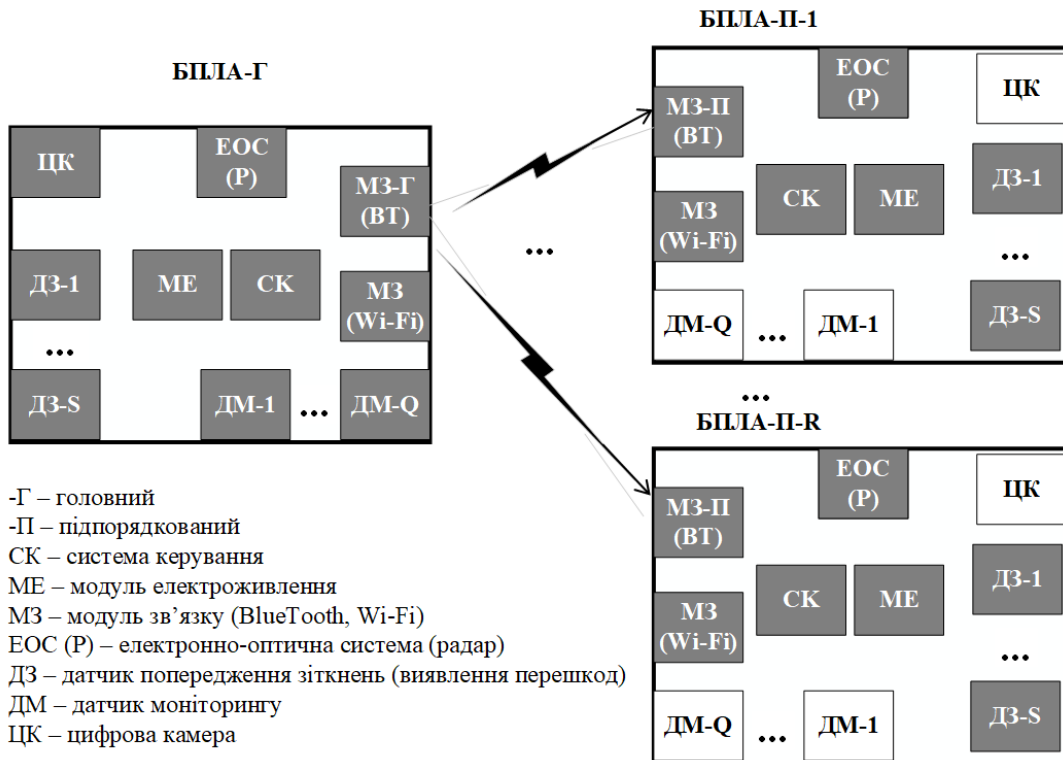 БПЛА-Г
ЦК
ЕОС
(Р)
МЗ-Г
(BT)
ДЗ-1
МЕ
СК
МЗ
(Wi-Fi)
...
ДЗ-S
ДМ-1
...
ДМ-Q
...
БПЛА-П-1
ЕОС
(Р)
ЦК
МЗ-П
(BT)
ДЗ-1
СК
МЕ
МЗ
(Wi-Fi)
...
ДМ-Q
...
ДМ-1
ДЗ-S
...
БПЛА-П-R
ЕОС
(Р)
ЦК
МЗ-П
(BT)
ДЗ-1
СК
МЕ
МЗ
(Wi-Fi)
...
ДМ-Q
...
ДМ-1
ДЗ-S
-Г – головний
-П – підпорядкований
СК – система керування
МЕ – модуль електроживлення
МЗ – модуль зв’язку (BlueTooth, Wi-Fi)
ЕОС (Р) – електронно-оптична система (радар)
ДЗ – датчик попередження зіткнень (виявлення перешкод)
ДМ – датчик моніторингу
ЦК – цифрова камера